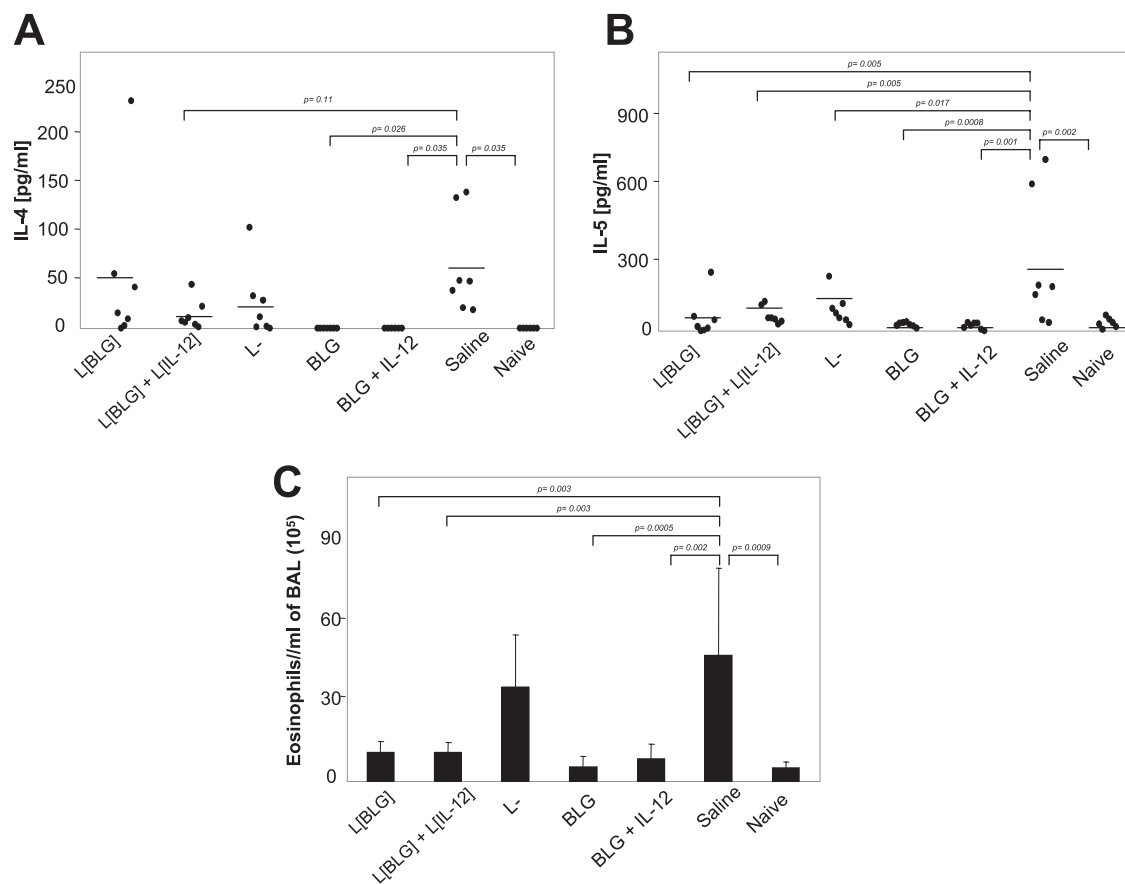 A
IL-4 [pg/ml]
250
200
150
100
50
0
p= 0.11
p= 0.026
p= 0.035
p= 0.035
L[BLG]
L[BLG] + L[IL-12]
L-
BLG
BLG + IL-12
Saline
Naive
B
IL-5 [pg/ml]
900
600
300
0
p= 0.005
p= 0.005
p= 0.017
p= 0.0008
p= 0.001
p= 0.002
L[BLG]
L[BLG] + L[IL-12]
L-
BLG
BLG + IL-12
Saline
Naive
C
Eosinophils//ml of BAL (10⁵)
90
60
30
0
p= 0.003
p= 0.003
p= 0.0005
p= 0.002
p= 0.0009
L[BLG]
L[BLG] + L[IL-12]
L-
BLG
BLG + IL-12
Saline
Naive